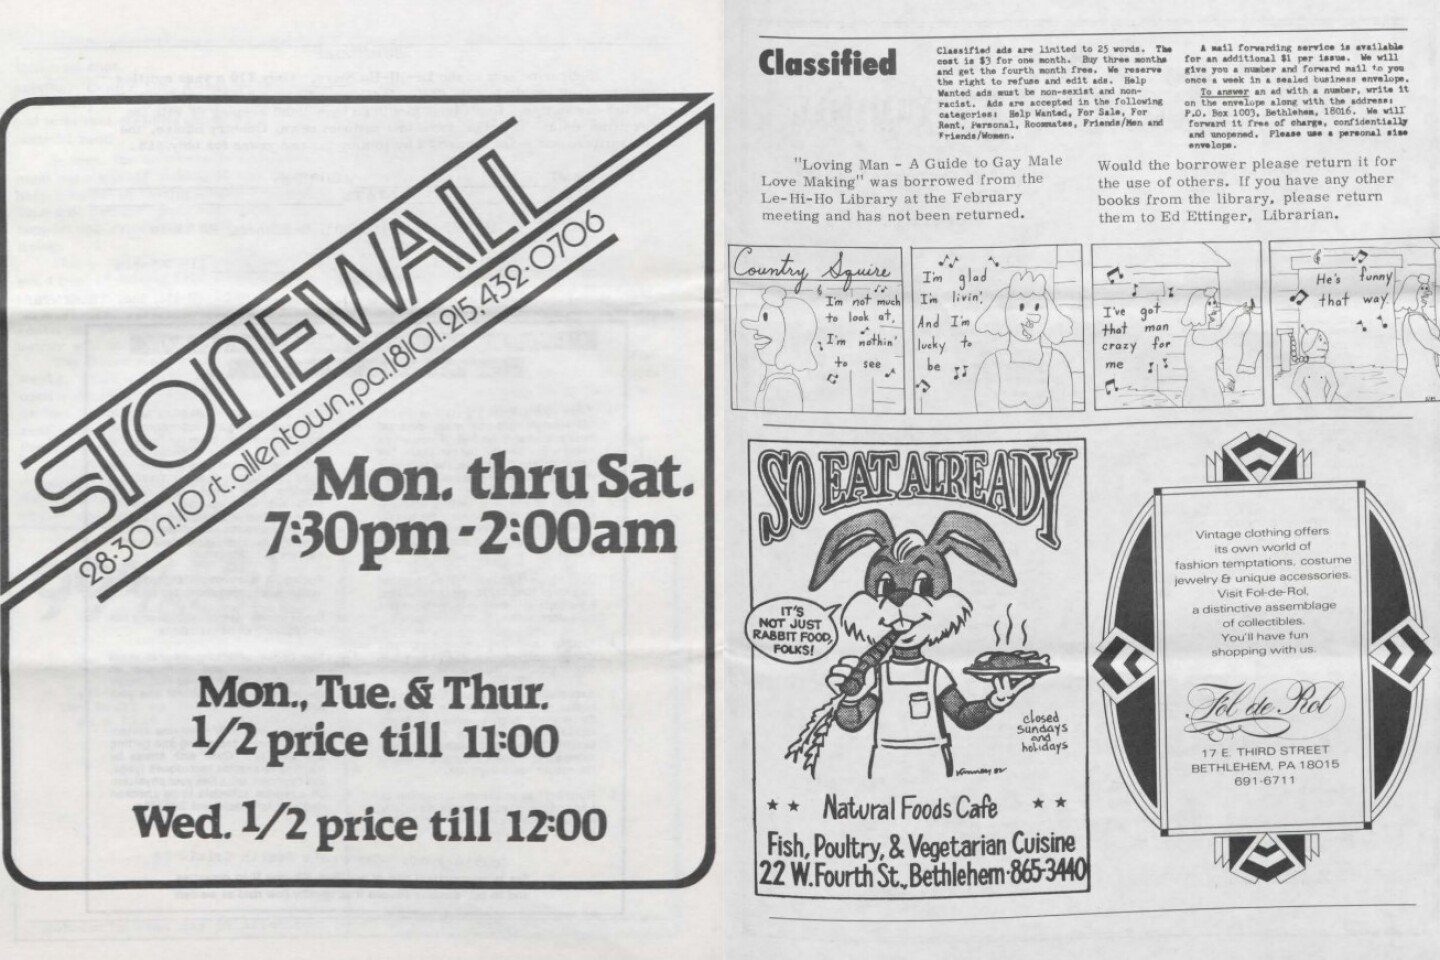 STONEWALL
28·30 n. 10 st. allentown, pa. 18101. 215, 432·0706
Mon. thru Sat.
7:30pm - 2:00am
Mon., Tue. & Thur.
1/2 price till 11:00
Wed. 1/2 price till 12:00
Classified
Classified ads are limited to 25 words. The
cost is $3 for one month. Buy three months
and get the fourth month free. We reserve
the right to refuse and edit ads. Help
Wanted ads must be non-sexist and non-
racist. Ads are accepted in the following
categories: Help Wanted, For Sale, For
Rent, Personal, Roommates, Friends/Men and
Friends/Women.
A mail forwarding service is available
for an additional $1 per issue. We will
give you a number and forward mail to you
once a week in a sealed business envelope.
To answer an ad with a number, write it
on the envelope along with the address:
P.O. Box 1003, Bethlehem, 18016. We will
forward it free of charge, confidentially
and unopened. Please use a personal size
envelope.
"Loving Man - A Guide to Gay Male
Love Making" was borrowed from the
Le-Hi-Ho Library at the February
meeting and has not been returned.
Would the borrower please return it for
the use of others. If you have any other
books from the library, please return
them to Ed Ettinger, Librarian.
Country Squire
I'm not much
to look at,
I'm nothin'
to see
I'm glad
I'm livin'
And I'm
lucky to
be
I've got
that man
crazy for
me
He's funny
that way.
SO EAT ALREADY
IT'S
NOT JUST
RABBIT FOOD,
FOLKS!
closed
sundays
and
holidays
Natural Foods Cafe
Fish, Poultry, & Vegetarian Cuisine
22 W. Fourth St., Bethlehem · 865-3440
Vintage clothing offers
its own world of
fashion temptations, costume
jewelry & unique accessories.
Visit Fol-de-Rol,
a distinctive assemblage
of collectibles.
You'll have fun
shopping with us.
Fol de Rol
17 E. THIRD STREET
BETHLEHEM, PA 18015
691-6711